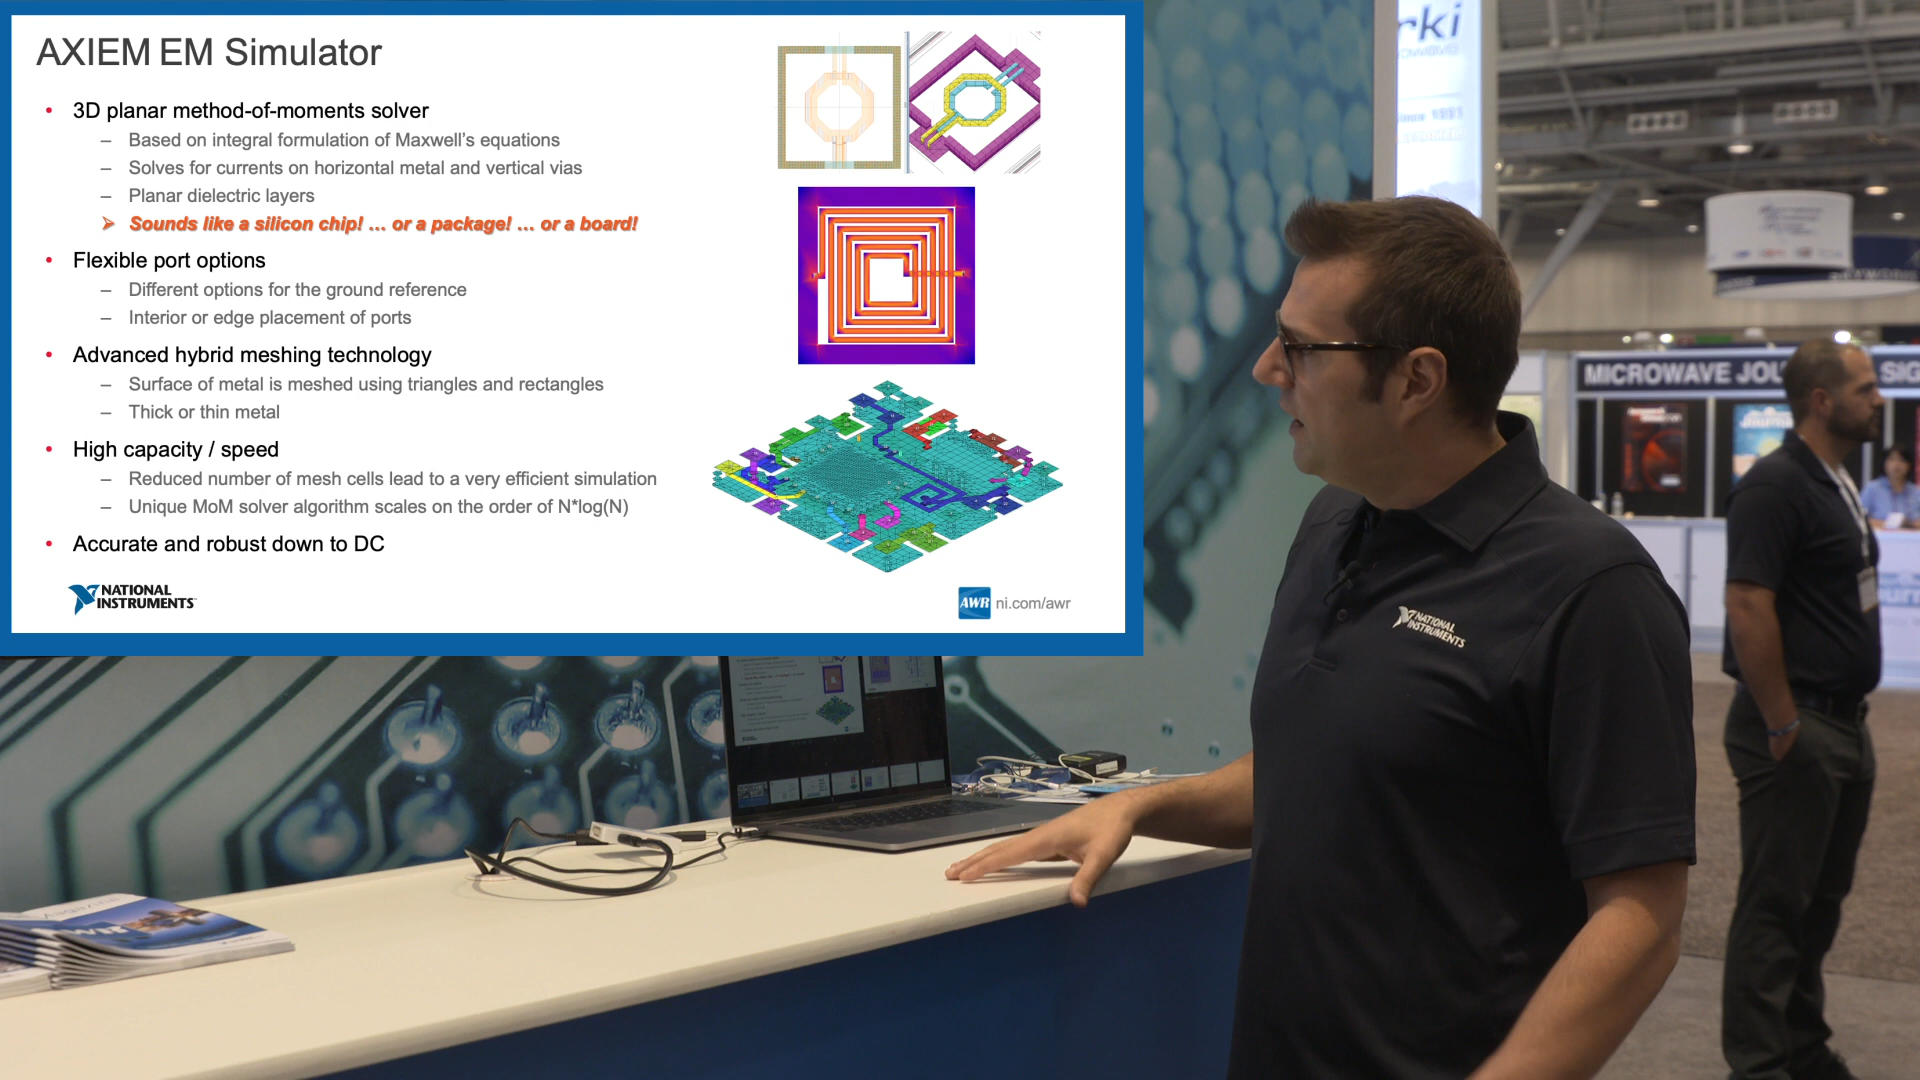 AXIEM EM Simulator
• 3D planar method-of-moments solver
– Based on integral formulation of Maxwell’s equations
– Solves for currents on horizontal metal and vertical vias
– Planar dielectric layers
➢ Sounds like a silicon chip! … or a package! … or a board!
• Flexible port options
– Different options for the ground reference
– Interior or edge placement of ports
• Advanced hybrid meshing technology
– Surface of metal is meshed using triangles and rectangles
– Thick or thin metal
• High capacity / speed
– Reduced number of mesh cells lead to a very efficient simulation
– Unique MoM solver algorithm scales on the order of N*log(N)
• Accurate and robust down to DC
NATIONAL
INSTRUMENTS™
AWR ni.com/awr
rki
since 1991
MICROWAVE JOU SIG
NATIONAL
INSTRUMENTS